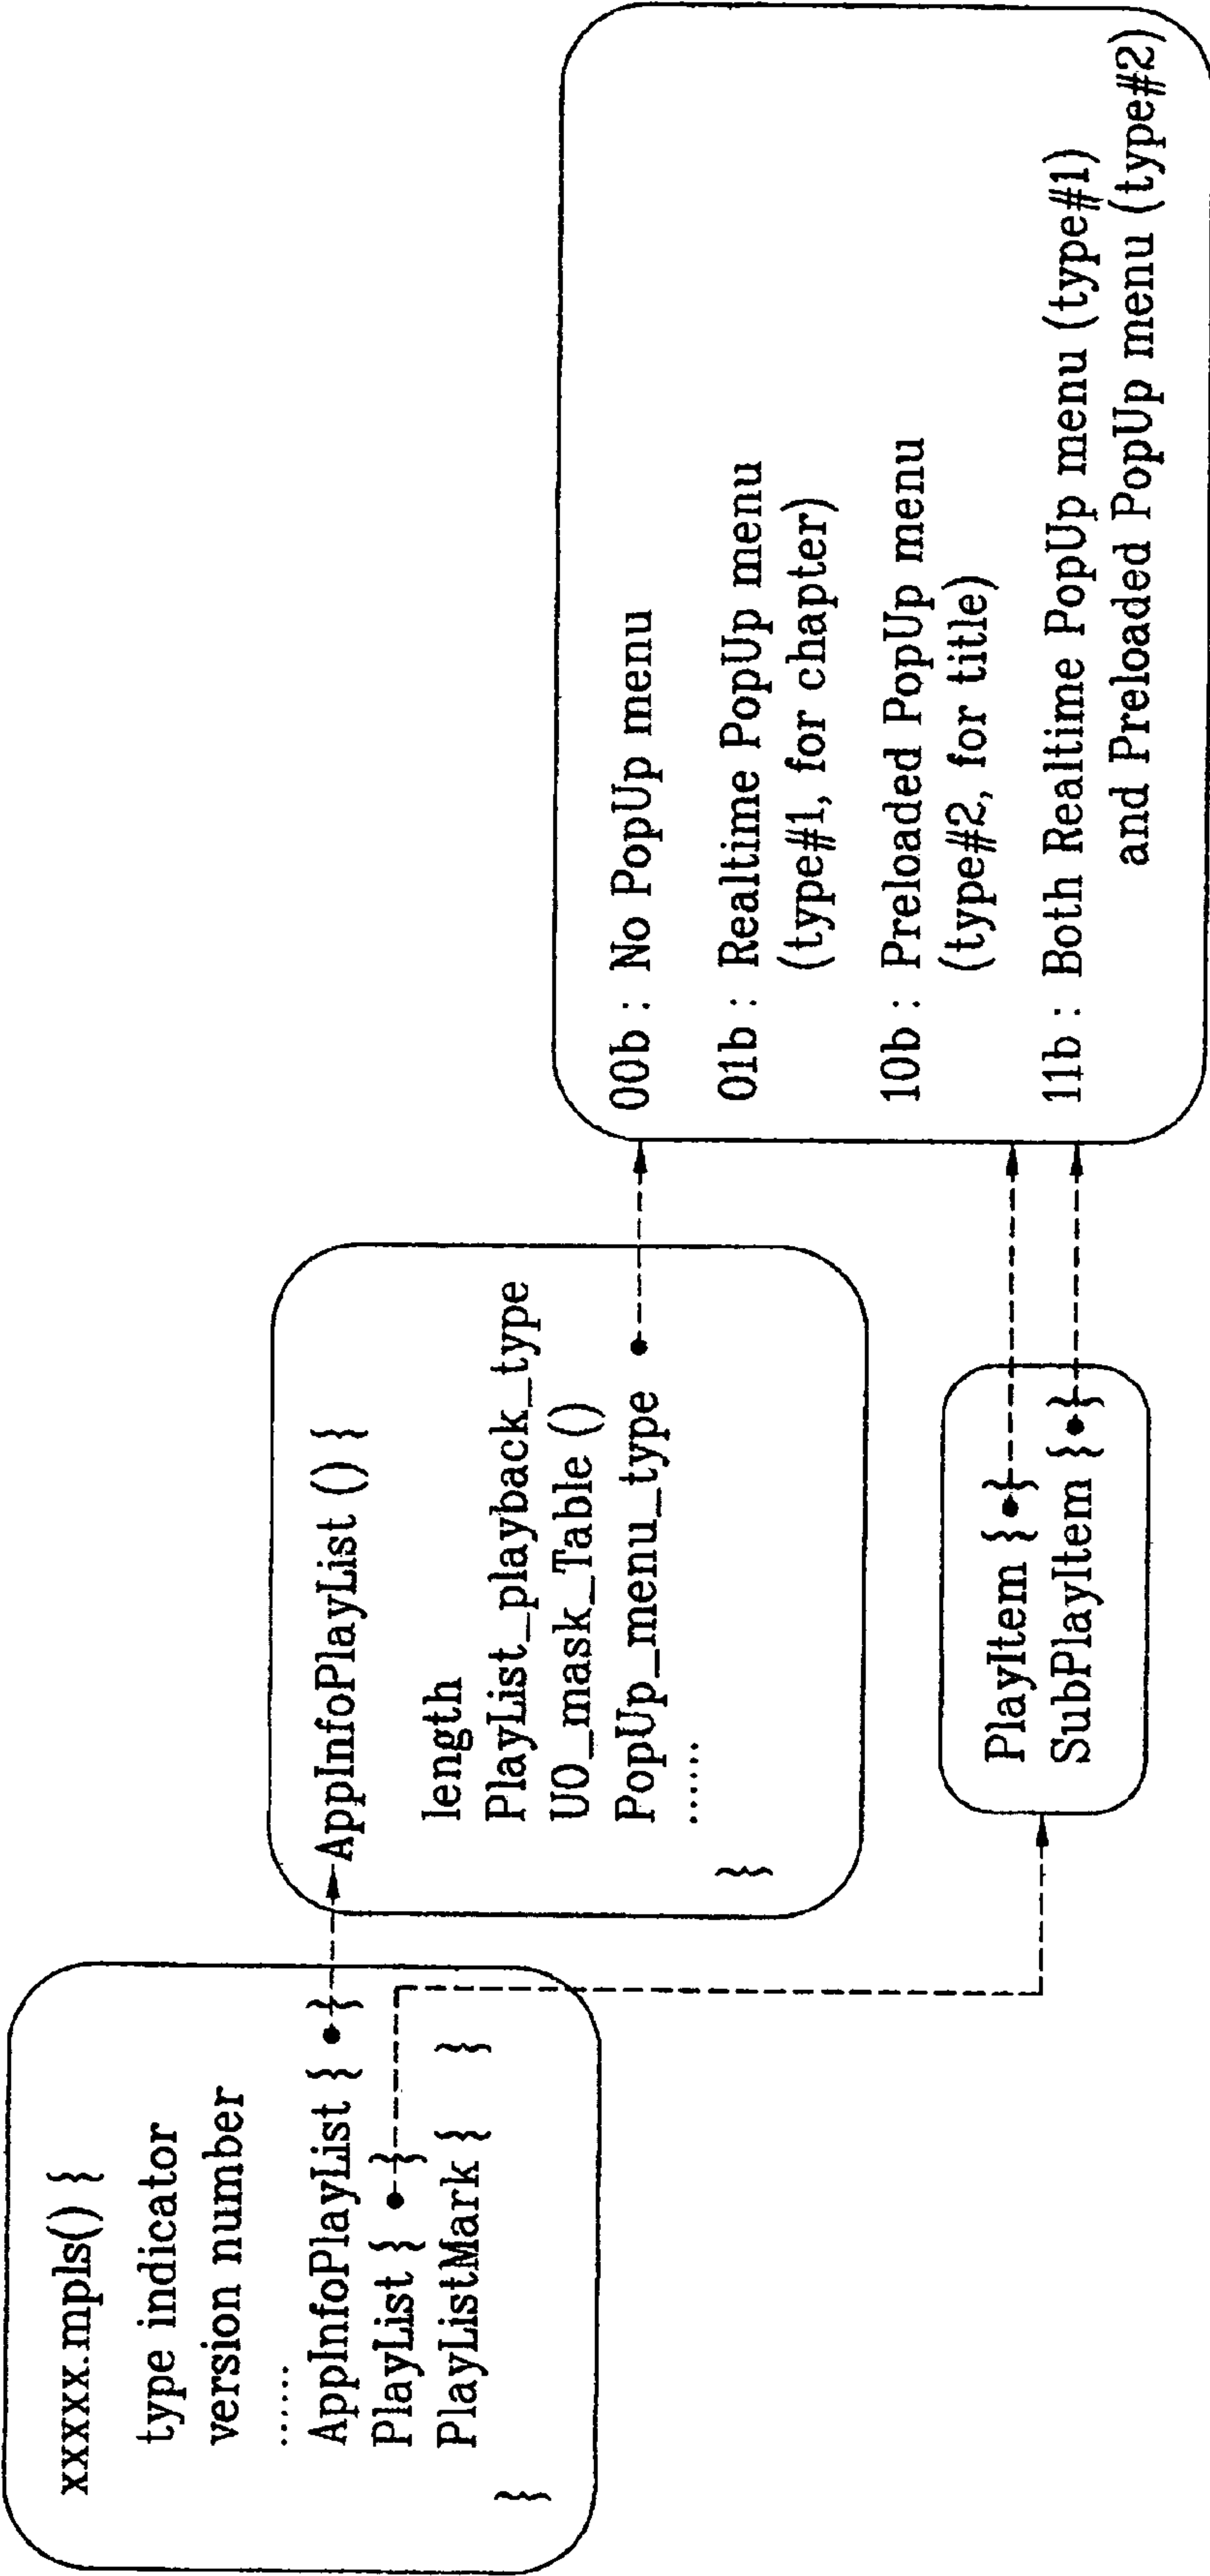 xxxxx.mpls() {
type indicator
version number
......
AppInfoPlayList { }
PlayList { }
PlayListMark { }
}
AppInfoPlayList () {
length
PlayList_playback_type
UO_mask_Table ()
PopUp_menu_type
......
}
PlayItem { }
SubPlayItem { }
00b : No PopUp menu
01b : Realtime PopUp menu
(type#1, for chapter)
10b : Preloaded PopUp menu
(type#2, for title)
11b : Both Realtime PopUp menu (type#1)
and Preloaded PopUp menu (type#2)